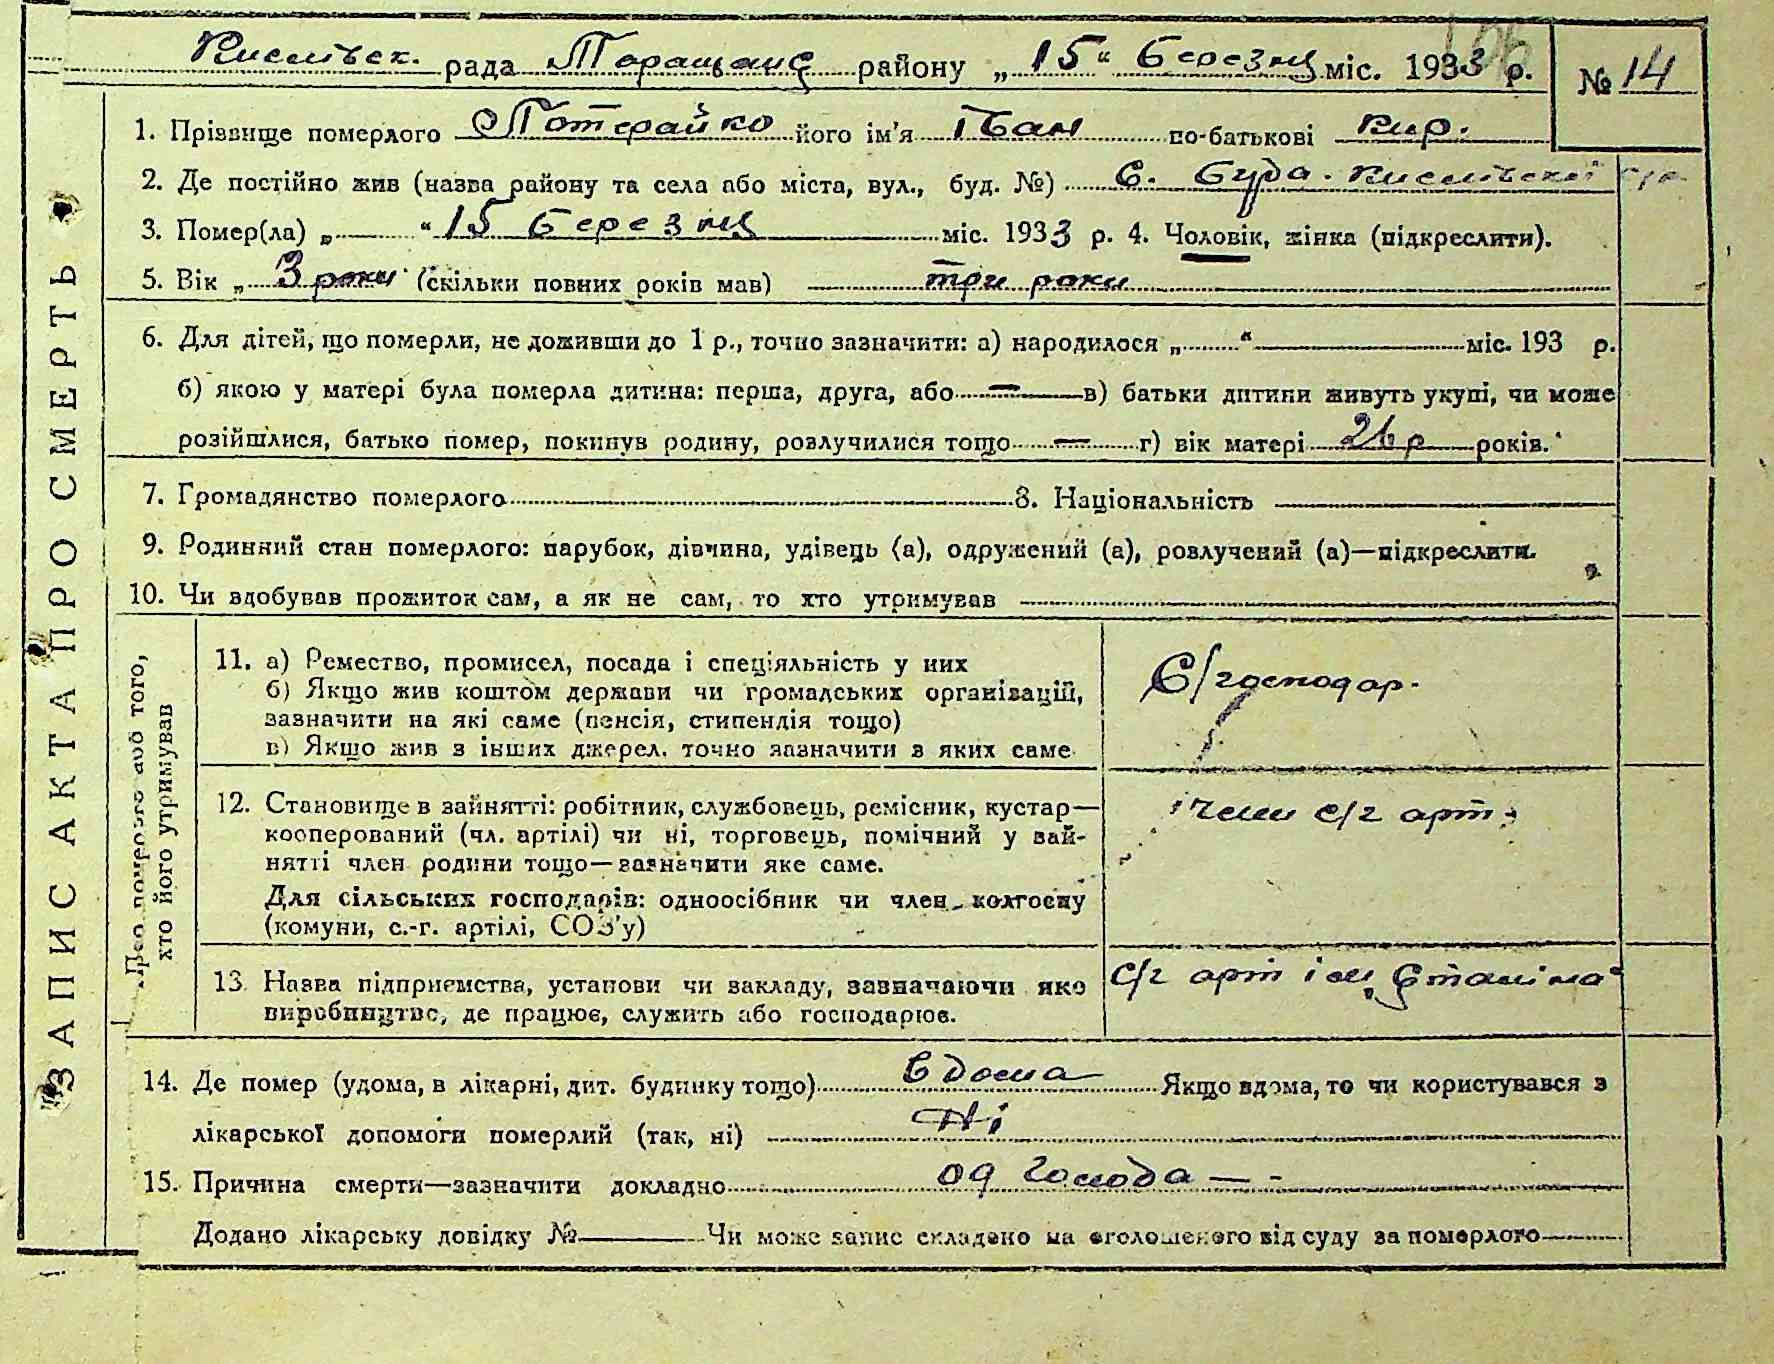 Кислівськ. рада Таращанс району „15“ Березня міс. 1933 р. № 14
ЗАПИС АКТА ПРО СМЕРТЬ
1. Прізвище померлого Потерайко його ім'я Іван по-батькові Кир.
2. Де постійно жив (назва району та села або міста, вул., буд. №) С. Буда. Кислівської с/р
3. Помер(ла) „ “ 15 Березня міс. 1933 р. 4. Чоловік, жінка (підкреслити).
5. Вік „ 3 роки (скільки повних років мав) три роки
6. Для дітей, що померли, не доживши до 1 р., точно зазначити: а) народилося „ “ міс. 193 р.
б) якою у матері була померла дитина: перша, друга, або — в) батьки дитини живуть укупі, чи може
розійшлися, батько помер, покинув родину, розлучилися тощо — г) вік матері 26 р років.
7. Громадянство померлого 8. Національність
9. Родинний стан померлого: парубок, дівчина, удівець (а), одружений (а), розлучений (а)—підкреслити.
10. Чи здобував прожиток сам, а як не сам, то хто утримував
Про померлого або того,
хто його утримував
11. а) Ремество, промисел, посада і спеціяльність у них
б) Якщо жив коштом держави чи громадських організацій,
зазначити на які саме (пенсія, стипендія тощо)
в) Якщо жив з інших джерел, точно зазначити з яких саме
С/господар.
12. Становище в зайнятті: робітник, службовець, ремісник, кустар—
кооперований (чл. артілі) чи ні, торговець, помічний у зай-
нятті член родини тощо—зазначити яке саме.
Для сільських господарів: одноосібник чи член колгоспу
(комуни, с.-г. артілі, СОЗ'у)
член с/г арт.
13. Назва підприємства, установи чи закладу, зазначаючи яке
виробництво, де працює, служить або господарює.
с/г арт ім. Сталіна
14. Де помер (удома, в лікарні, дит. будинку тощо) вдома Якщо вдома, то чи користувався з
лікарської допомоги померлий (так, ні) Ні
15. Причина смерти—зазначити докладно од голода — -
Додано лікарську довідку № Чи може запис складено на оголошеного від суду за померлого